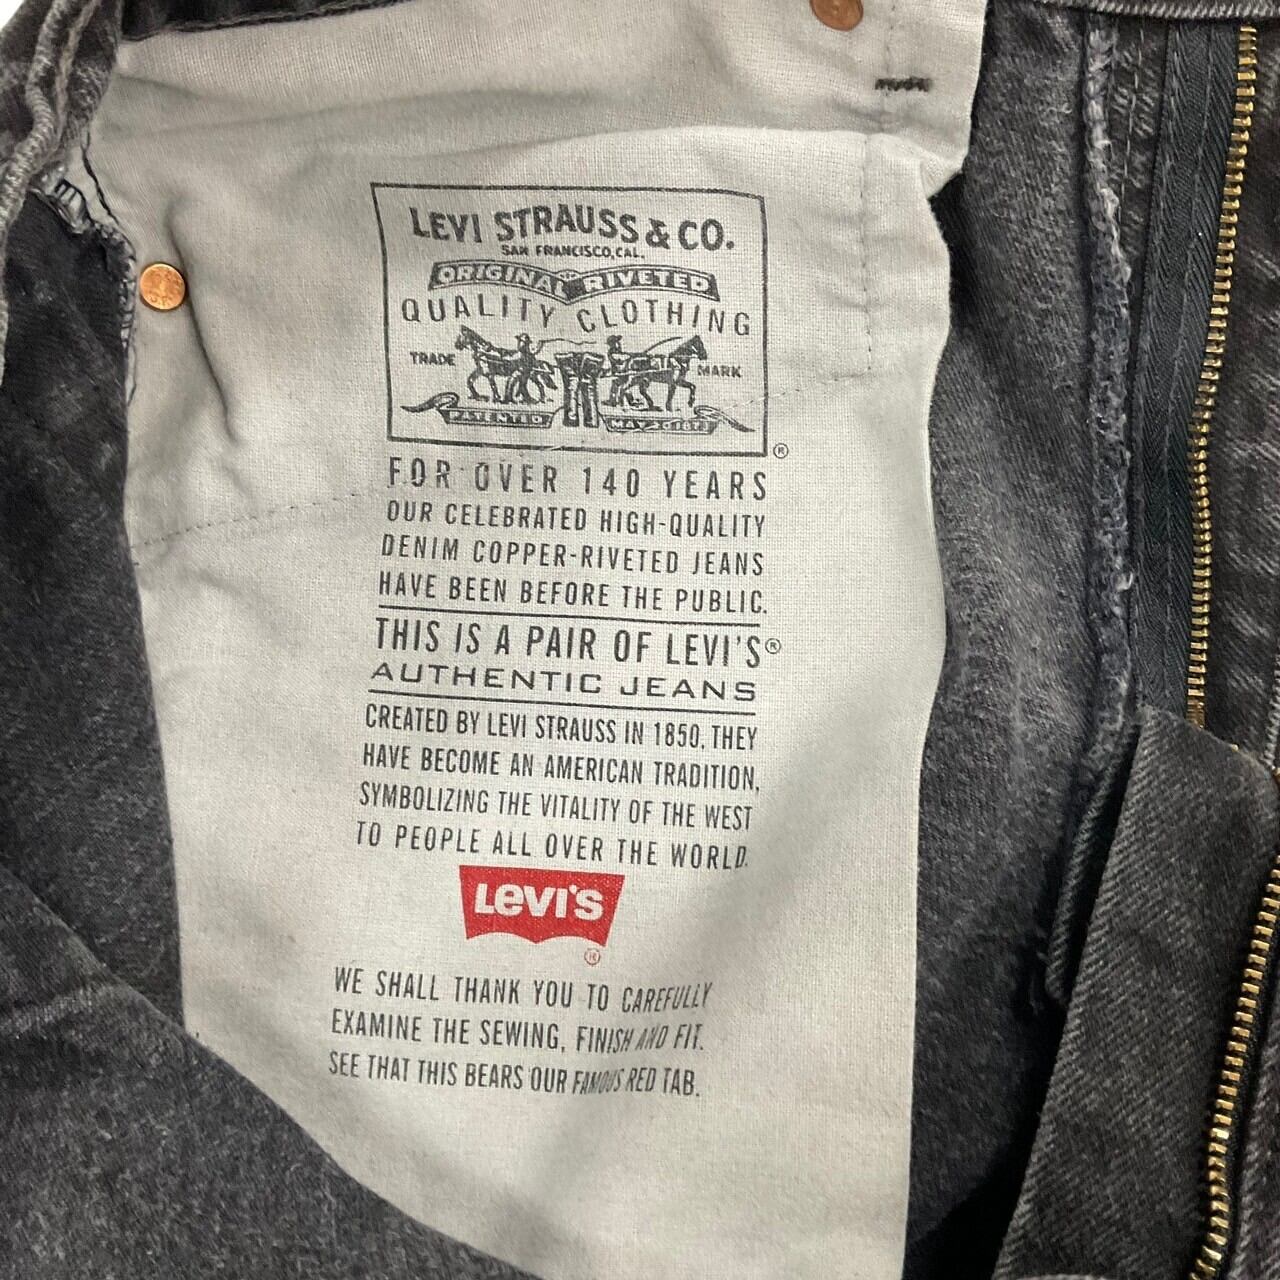 LEVI STRAUSS & CO.
SAN FRANCISCO, CAL.
ORIGINAL RIVETED
QUALITY CLOTHING
TRADE MARK
PATENTED MAY 20 1873
®
FOR OVER 140 YEARS
OUR CELEBRATED HIGH-QUALITY
DENIM COPPER-RIVETED JEANS
HAVE BEEN BEFORE THE PUBLIC.
THIS IS A PAIR OF LEVI'S®
AUTHENTIC JEANS
CREATED BY LEVI STRAUSS IN 1850, THEY
HAVE BECOME AN AMERICAN TRADITION,
SYMBOLIZING THE VITALITY OF THE WEST
TO PEOPLE ALL OVER THE WORLD.
Levi's
®
WE SHALL THANK YOU TO CAREFULLY
EXAMINE THE SEWING, FINISH AND FIT.
SEE THAT THIS BEARS OUR FAMOUS RED TAB.